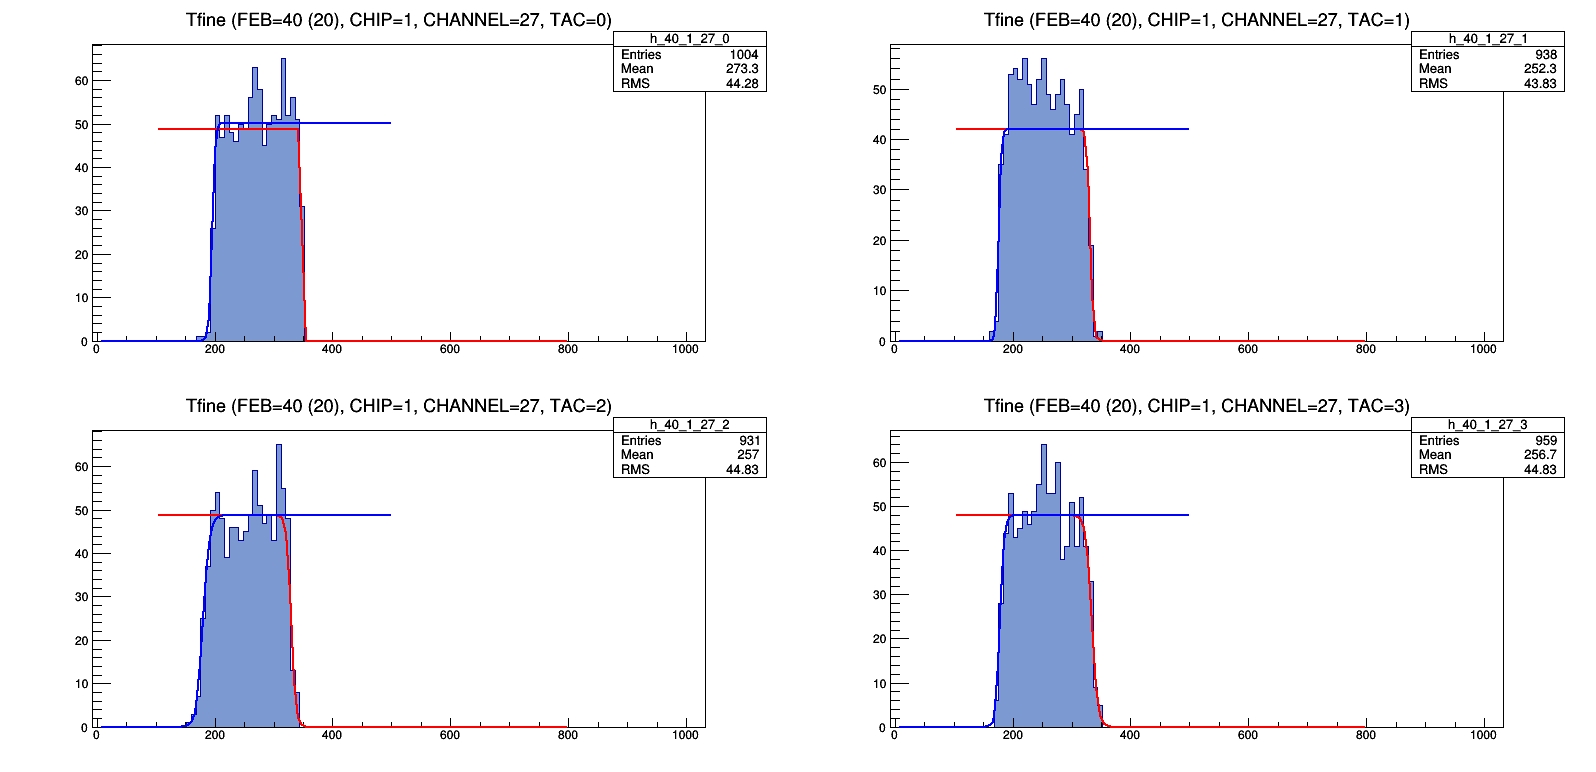 Tfine (FEB=40 (20), CHIP=1, CHANNEL=27, TAC=0)
h_40_1_27_0
Entries 1004
Mean 273.3
RMS 44.28
60
50
40
30
20
10
0
0 200 400 600 800 1000
Tfine (FEB=40 (20), CHIP=1, CHANNEL=27, TAC=1)
h_40_1_27_1
Entries 938
Mean 252.3
RMS 43.83
50
40
30
20
10
0
0 200 400 600 800 1000
Tfine (FEB=40 (20), CHIP=1, CHANNEL=27, TAC=2)
h_40_1_27_2
Entries 931
Mean 257
RMS 44.83
60
50
40
30
20
10
0
0 200 400 600 800 1000
Tfine (FEB=40 (20), CHIP=1, CHANNEL=27, TAC=3)
h_40_1_27_3
Entries 959
Mean 256.7
RMS 44.83
60
50
40
30
20
10
0
0 200 400 600 800 1000